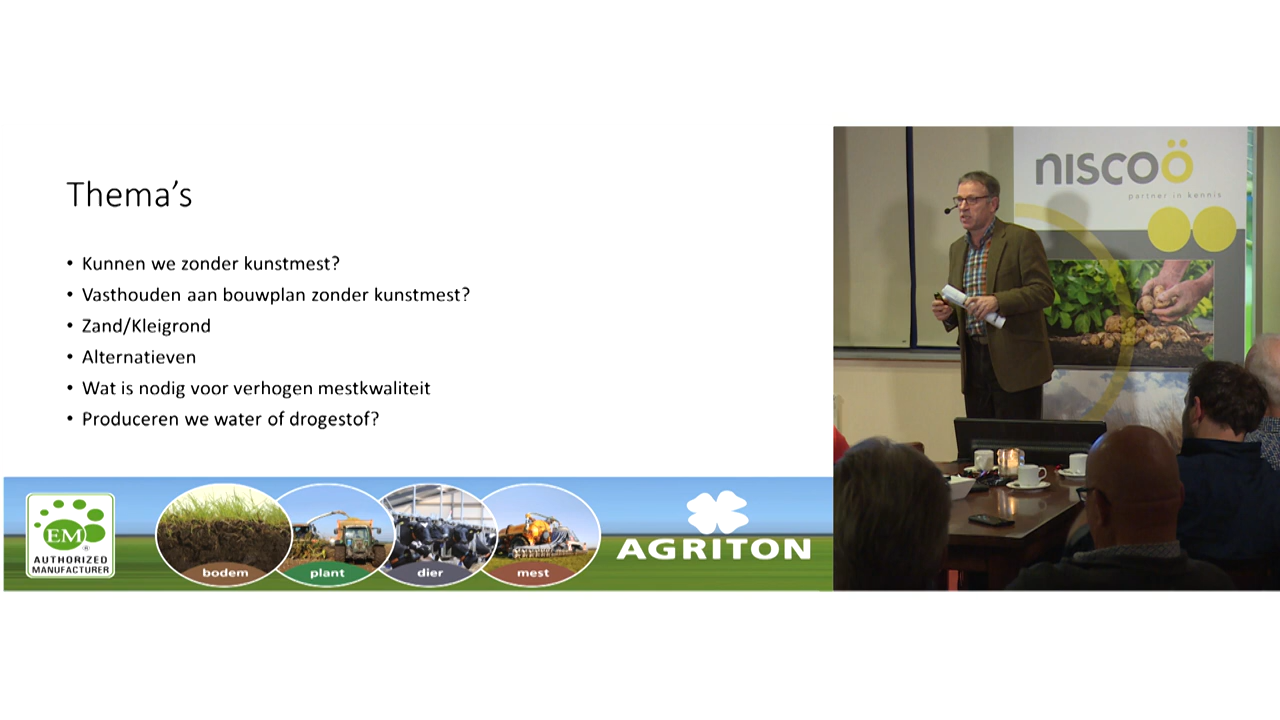 Thema's
• Kunnen we zonder kunstmest?
• Vasthouden aan bouwplan zonder kunstmest?
• Zand/Kleigrond
• Alternatieven
• Wat is nodig voor verhogen mestkwaliteit
• Produceren we water of drogestof?
EM®
AUTHORIZED
MANUFACTURER
bodem
plant
dier
mest
AGRITON
niscoö
partner in kennis